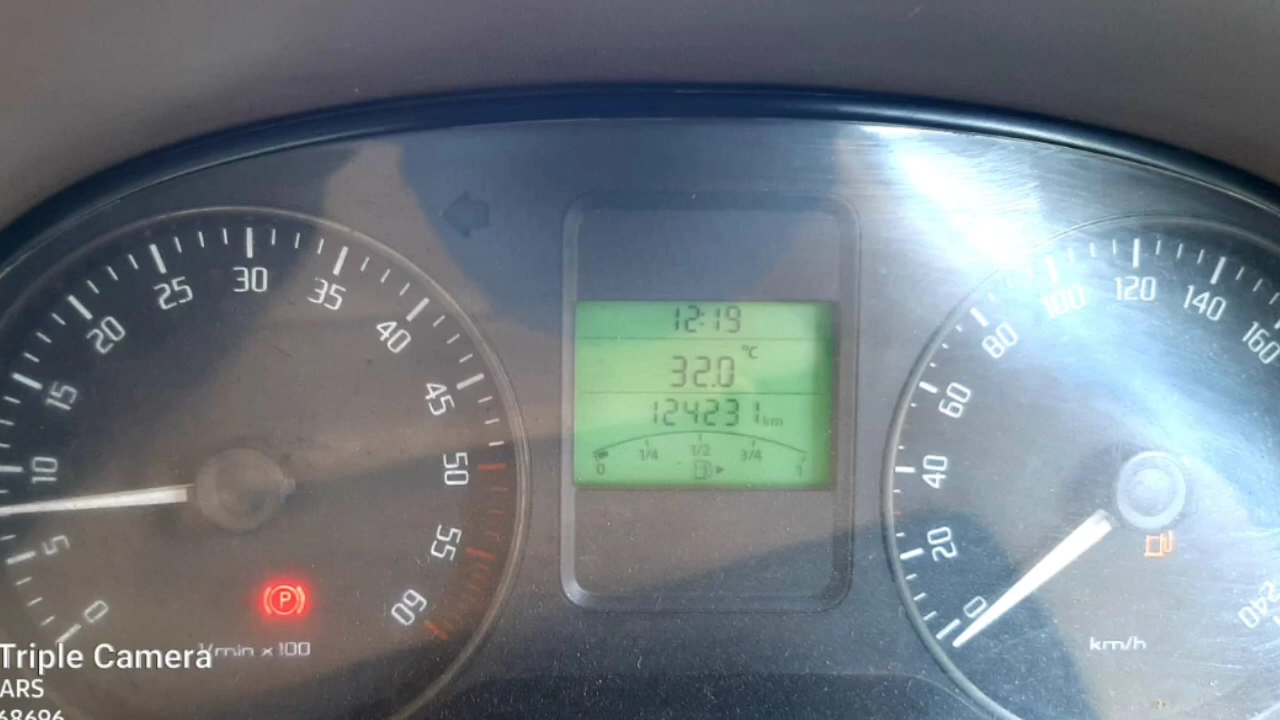 12:19
32.0 °C
124231 km
0 1/4 1/2 3/4 1
0 5 10 15 20 25 30 35 40 45 50 55 60
P
1/min x100
0 20 40 60 80 100 120 140 160 240
km/h
Triple Camera
ARS
68696